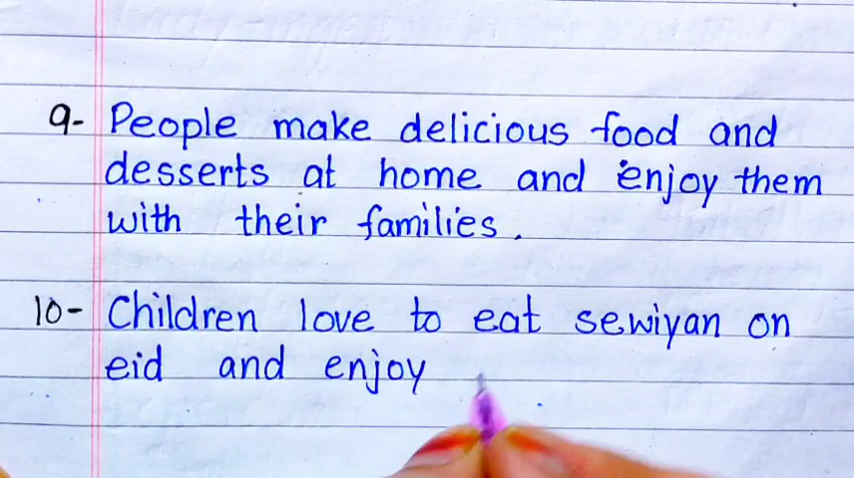 9- People make delicious food and
desserts at home and enjoy them
with their families.
10- Children love to eat sewiyan on
eid and enjoy